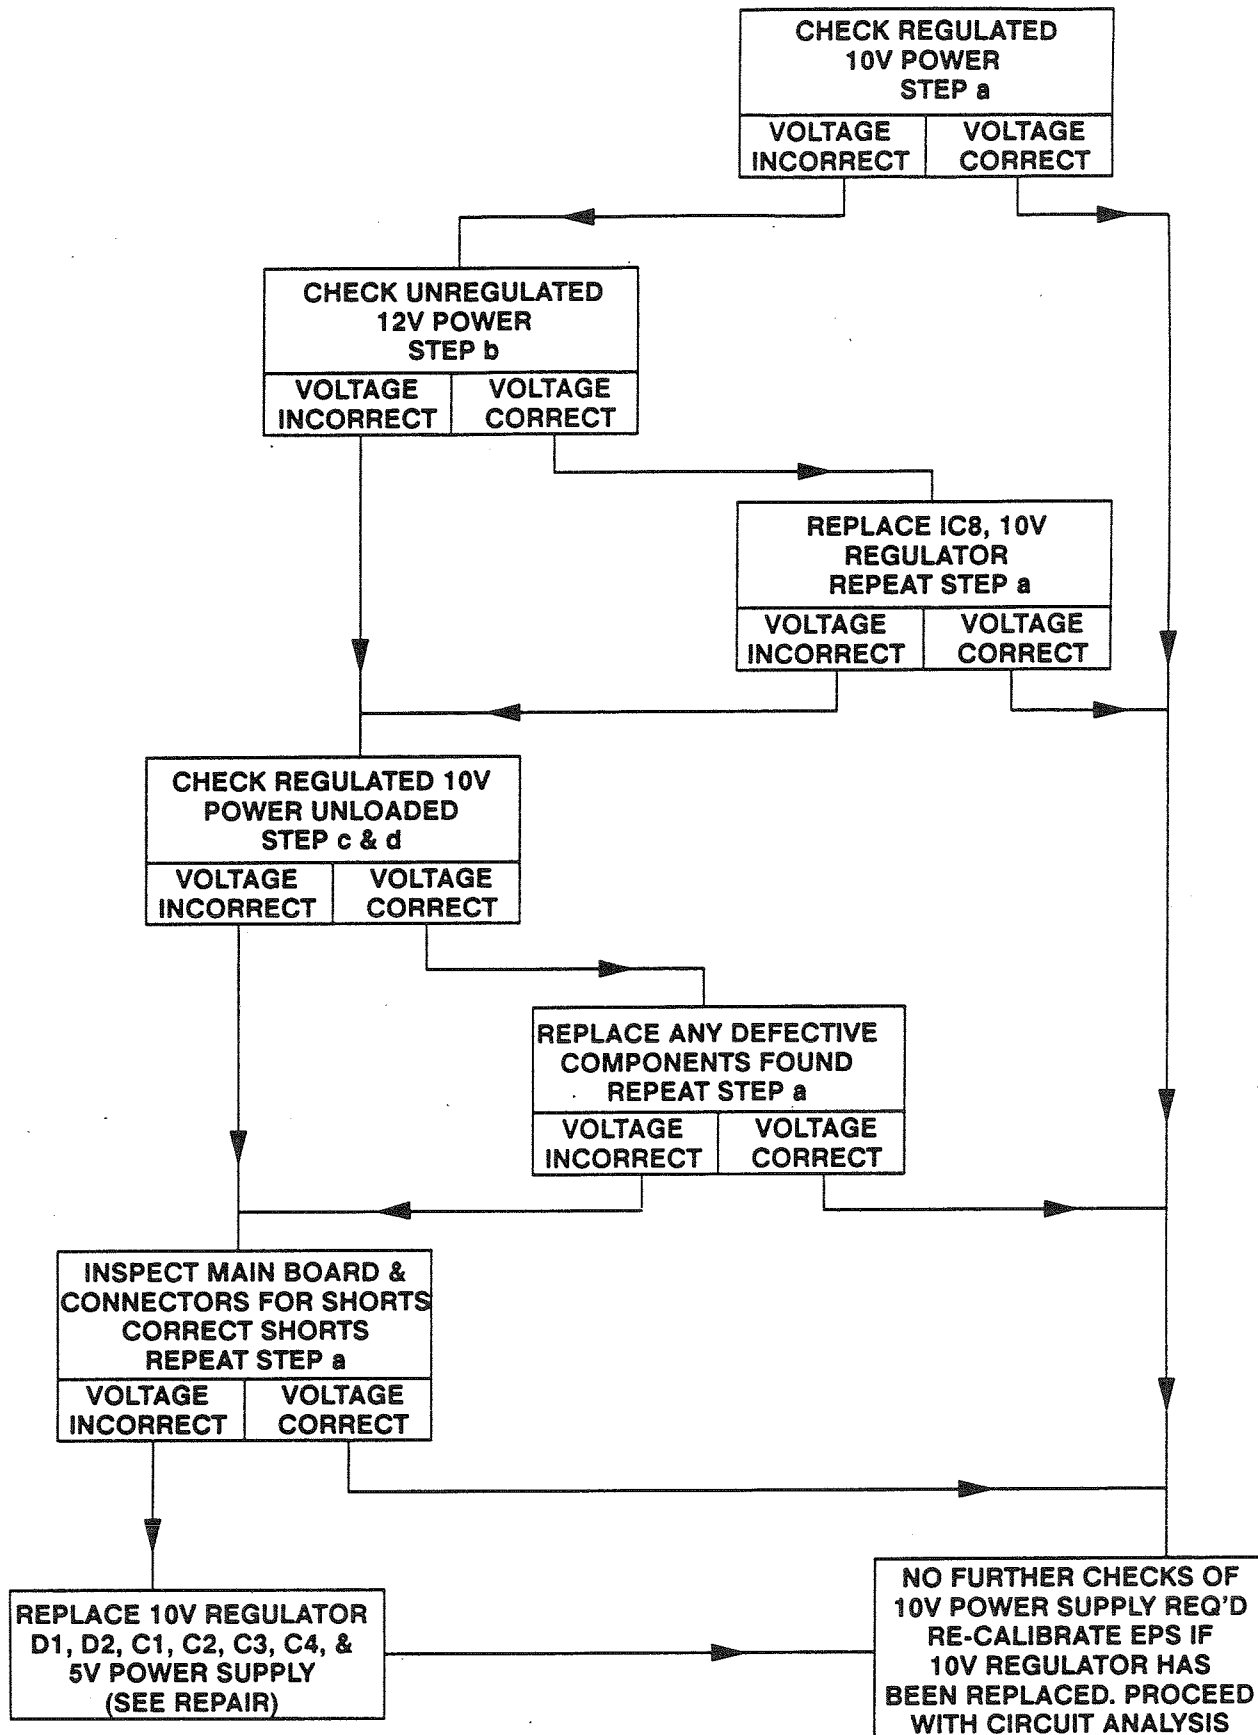 CHECK REGULATED
10V POWER
STEP a
VOLTAGE
INCORRECT
VOLTAGE
CORRECT
CHECK UNREGULATED
12V POWER
STEP b
VOLTAGE
INCORRECT
VOLTAGE
CORRECT
REPLACE IC8, 10V
REGULATOR
REPEAT STEP a
VOLTAGE
INCORRECT
VOLTAGE
CORRECT
CHECK REGULATED 10V
POWER UNLOADED
STEP c & d
VOLTAGE
INCORRECT
VOLTAGE
CORRECT
REPLACE ANY DEFECTIVE
COMPONENTS FOUND
REPEAT STEP a
VOLTAGE
INCORRECT
VOLTAGE
CORRECT
INSPECT MAIN BOARD &
CONNECTORS FOR SHORTS
CORRECT SHORTS
REPEAT STEP a
VOLTAGE
INCORRECT
VOLTAGE
CORRECT
REPLACE 10V REGULATOR
D1, D2, C1, C2, C3, C4, &
5V POWER SUPPLY
(SEE REPAIR)
NO FURTHER CHECKS OF
10V POWER SUPPLY REQ'D
RE-CALIBRATE EPS IF
10V REGULATOR HAS
BEEN REPLACED. PROCEED
WITH CIRCUIT ANALYSIS